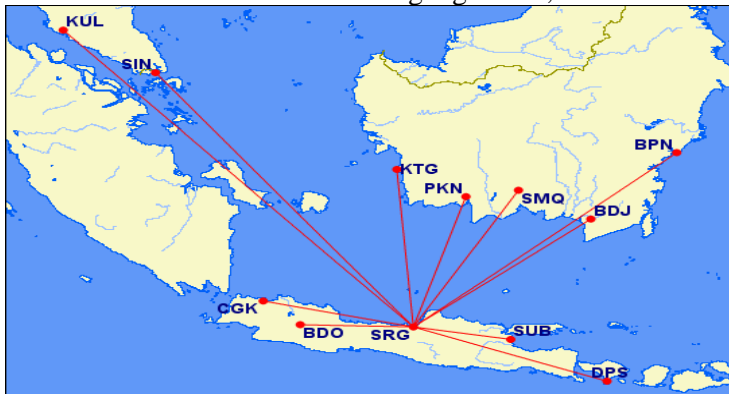 KUL
SIN
BPN
KTG
PKN
SMQ
BDJ
CGK
BDO
SRG
SUB
DPS